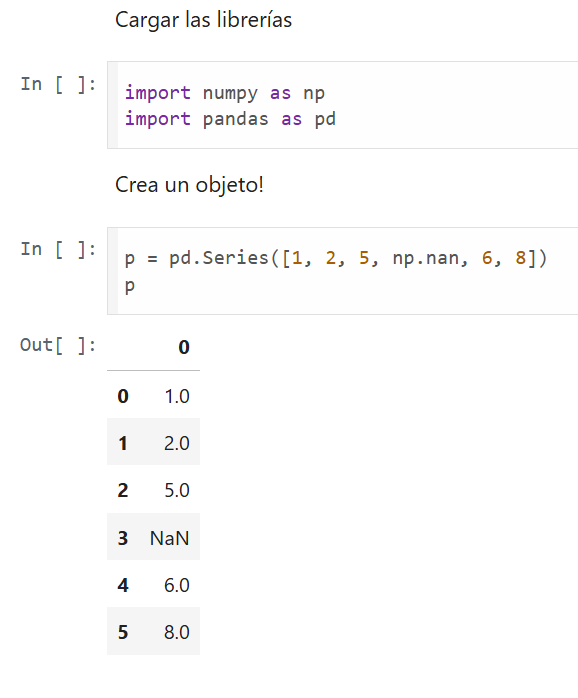 Cargar las librerías
In [ ]:
import numpy as np
import pandas as pd
Crea un objeto!
In [ ]:
p = pd.Series([1, 2, 5, np.nan, 6, 8])
p
Out[ ]:
0
0 1.0
1 2.0
2 5.0
3 NaN
4 6.0
5 8.0